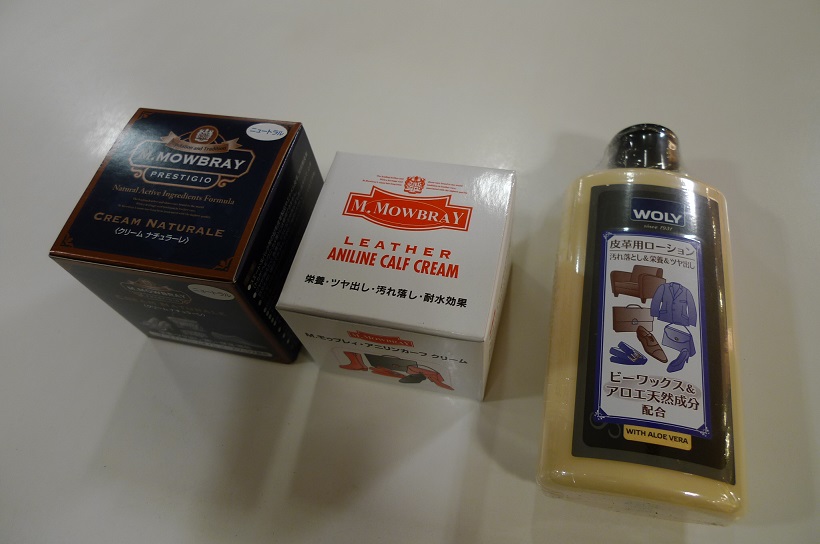 ニュートラル
M. MOWBRAY
PRESTIGIO
Natural Active Ingredients Formula
CREAM NATURALE
〈クリーム ナチュラーレ〉
M. MOWBRAY
LEATHER
ANILINE CALF CREAM
栄養・ツヤ出し・汚れ落し・耐水効果
M. MOWBRAY
M.モゥブレィ・アニリンカーフ クリーム
WOLY
since 1931
皮革用ローション
汚れ落とし&栄養&ツヤ出し
ビーワックス&
アロエ天然成分
配合
WITH ALOE VERA